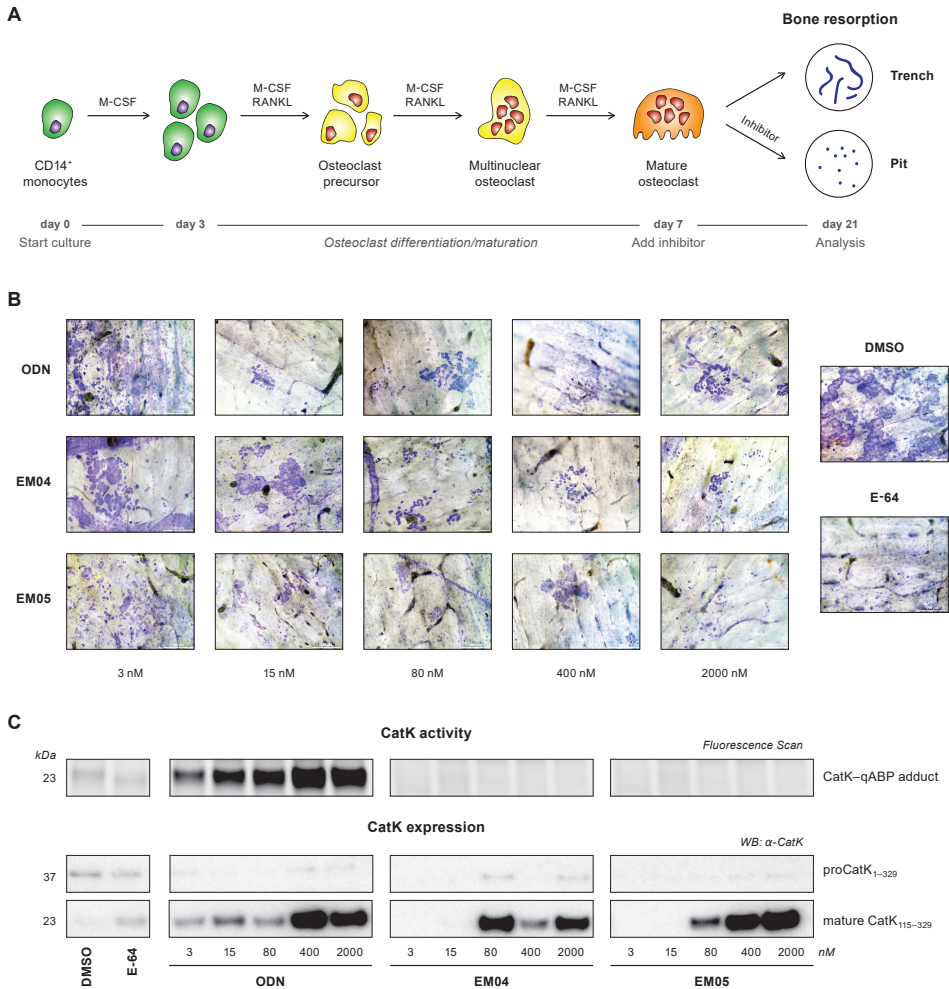 A
Bone resorption
M-CSF
M-CSF
RANKL
M-CSF
RANKL
M-CSF
RANKL
Inhibitor
Trench
Pit
CD14⁺
monocytes
Osteoclast
precursor
Multinuclear
osteoclast
Mature
osteoclast
day 0
day 3
day 7
day 21
Start culture
Osteoclast differentiation/maturation
Add inhibitor
Analysis
B
ODN
EM04
EM05
DMSO
E-64
3 nM
15 nM
80 nM
400 nM
2000 nM
C
CatK activity
kDa
Fluorescence Scan
23
CatK–qABP adduct
CatK expression
WB: α-CatK
37
proCatK₁₋₃₂₉
23
mature CatK₁₁₅₋₃₂₉
DMSO
E-64
3 15 80 400 2000
3 15 80 400 2000
3 15 80 400 2000
nM
ODN
EM04
EM05